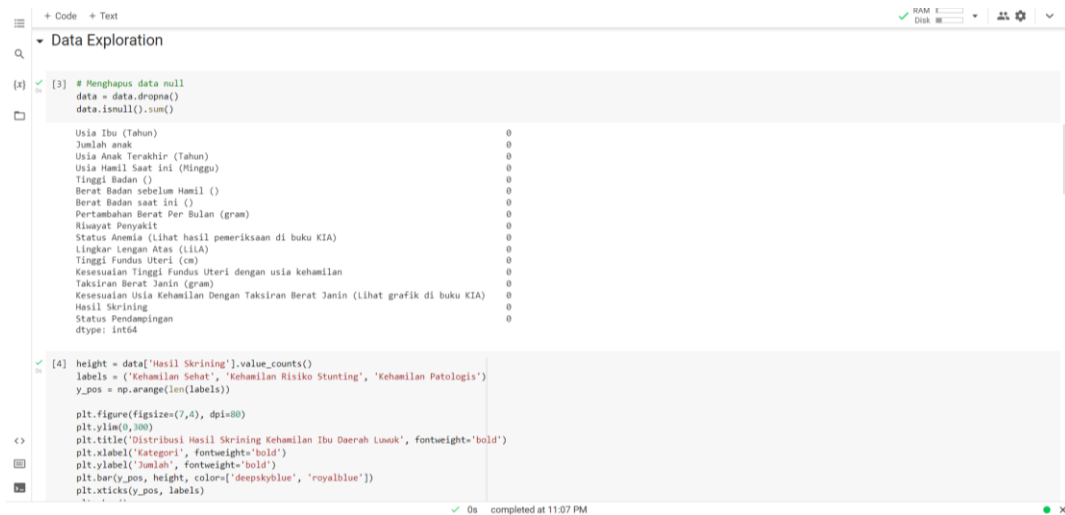 + Code + Text
RAM
Disk
Data Exploration
{x}
[3] # Menghapus data null
0s
data = data.dropna()
data.isnull().sum()
Usia Ibu (Tahun) 0
Jumlah anak 0
Usia Anak Terakhir (Tahun) 0
Usia Hamil Saat ini (Minggu) 0
Tinggi Badan () 0
Berat Badan sebelum Hamil () 0
Berat Badan saat ini () 0
Pertambahan Berat Per Bulan (gram) 0
Riwayat Penyakit 0
Status Anemia (Lihat hasil pemeriksaan di buku KIA) 0
Lingkar Lengan Atas (LiLA) 0
Tinggi Fundus Uteri (cm) 0
Kesesuaian Tinggi Fundus Uteri dengan usia kehamilan 0
Taksiran Berat Janin (gram) 0
Kesesuaian Usia Kehamilan Dengan Taksiran Berat Janin (Lihat grafik di buku KIA) 0
Hasil Skrining 0
Status Pendampingan 0
dtype: int64
[4] height = data['Hasil Skrining'].value_counts()
0s
labels = ('Kehamilan Sehat', 'Kehamilan Risiko Stunting', 'Kehamilan Patologis')
y_pos = np.arange(len(labels))
plt.figure(figsize=(7,4), dpi=80)
plt.ylim(0,300)
plt.title('Distribusi Hasil Skrining Kehamilan Ibu Daerah Luwuk', fontweight='bold')
plt.xlabel('Kategori', fontweight='bold')
plt.ylabel('Jumlah', fontweight='bold')
plt.bar(y_pos, height, color=['deepskyblue', 'royalblue'])
plt.xticks(y_pos, labels)
0s completed at 11:07 PM